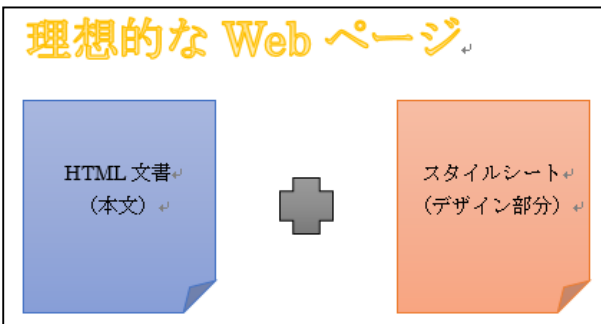 理想的な Web ページ
HTML 文書
（本文）
スタイルシート
（デザイン部分）